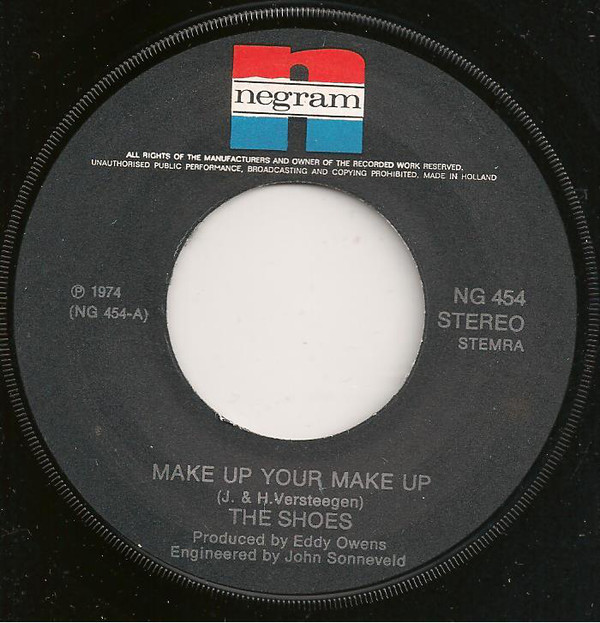 negram
ALL RIGHTS OF THE MANUFACTURERS AND OWNER OF THE RECORDED WORK RESERVED.
UNAUTHORISED PUBLIC PERFORMANCE, BROADCASTING AND COPYING PROHIBITED. MADE IN HOLLAND
℗ 1974
(NG 454-A)
NG 454
STEREO
STEMRA
MAKE UP YOUR MAKE UP
(J. & H.Versteegen)
THE SHOES
Produced by Eddy Owens
Engineered by John Sonneveld